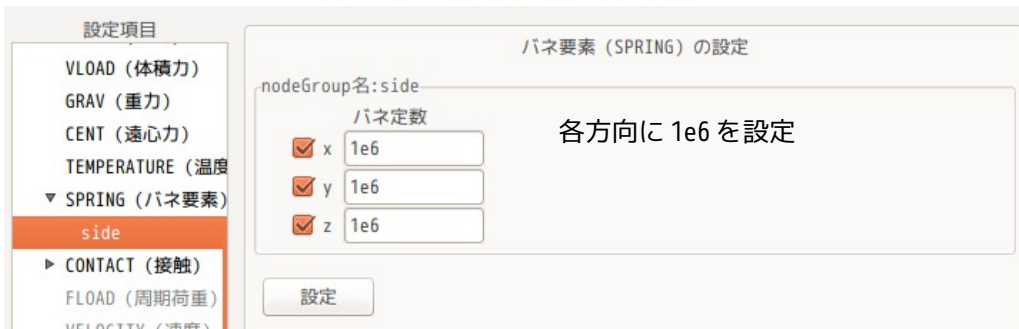 設定項目
VLOAD (体積力)
GRAV (重力)
CENT (遠心力)
TEMPERATURE (温度
▼ SPRING (バネ要素)
side
▶ CONTACT (接触)
FLOAD (周期荷重)
VELOCITY (速度)
バネ要素 (SPRING) の設定
nodeGroup名:side
バネ定数
x 1e6
y 1e6
z 1e6
各方向に 1e6 を設定
設定